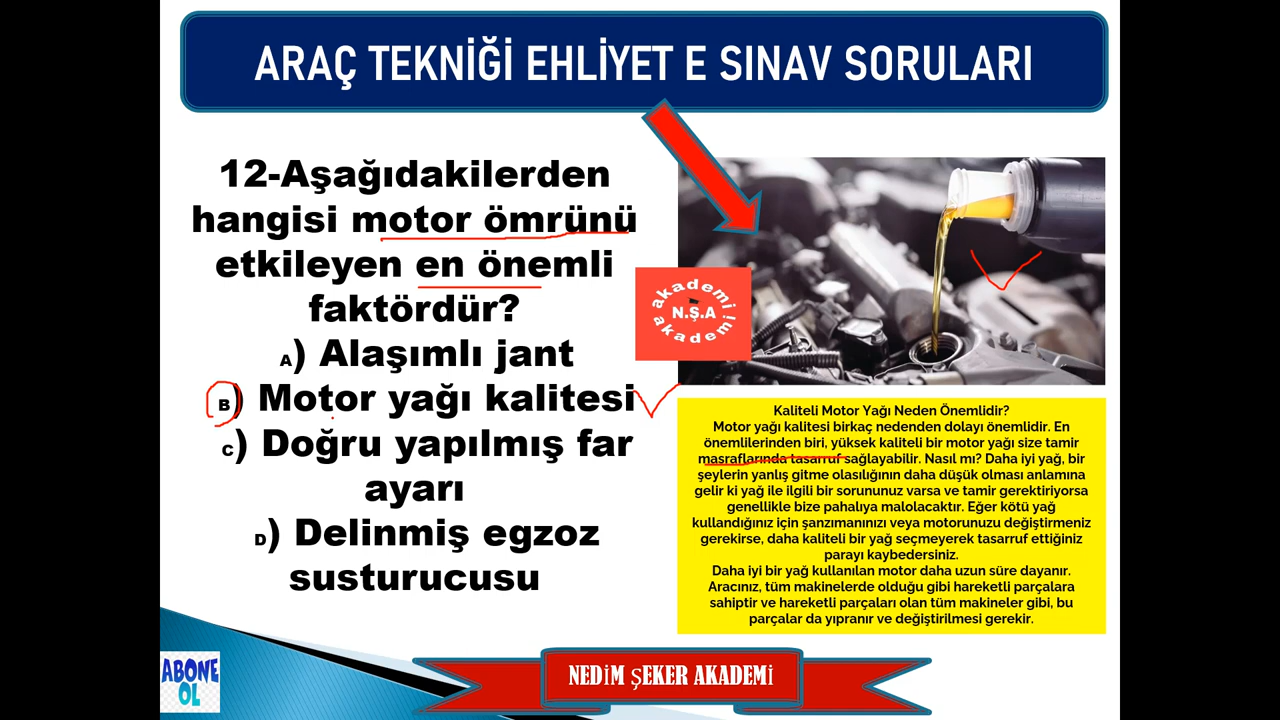 ARAÇ TEKNİĞİ EHLİYET E SINAV SORULARI
12-Aşağıdakilerden
hangisi motor ömrünü
etkileyen en önemli
faktördür?
A) Alaşımlı jant
B) Motor yağı kalitesi
C) Doğru yapılmış far
ayarı
D) Delinmiş egzoz
susturucusu
akademi
N.Ş.A
akademi
Kaliteli Motor Yağı Neden Önemlidir?
Motor yağı kalitesi birkaç nedenden dolayı önemlidir. En
önemlilerinden biri, yüksek kaliteli bir motor yağı size tamir
masraflarında tasarruf sağlayabilir. Nasıl mı? Daha iyi yağ, bir
şeylerin yanlış gitme olasılığının daha düşük olması anlamına
gelir ki yağ ile ilgili bir sorununuz varsa ve tamir gerektiriyorsa
genellikle bize pahalıya malolacaktır. Eğer kötü yağ
kullandığınız için şanzımanınızı veya motorunuzu değiştirmeniz
gerekirse, daha kaliteli bir yağ seçmeyerek tasarruf ettiğiniz
parayı kaybedersiniz.
Daha iyi bir yağ kullanılan motor daha uzun süre dayanır.
Aracınız, tüm makinelerde olduğu gibi hareketli parçalara
sahiptir ve hareketli parçaları olan tüm makineler gibi, bu
parçalar da yıpranır ve değiştirilmesi gerekir.
ABONE
OL
NEDİM ŞEKER AKADEMİ